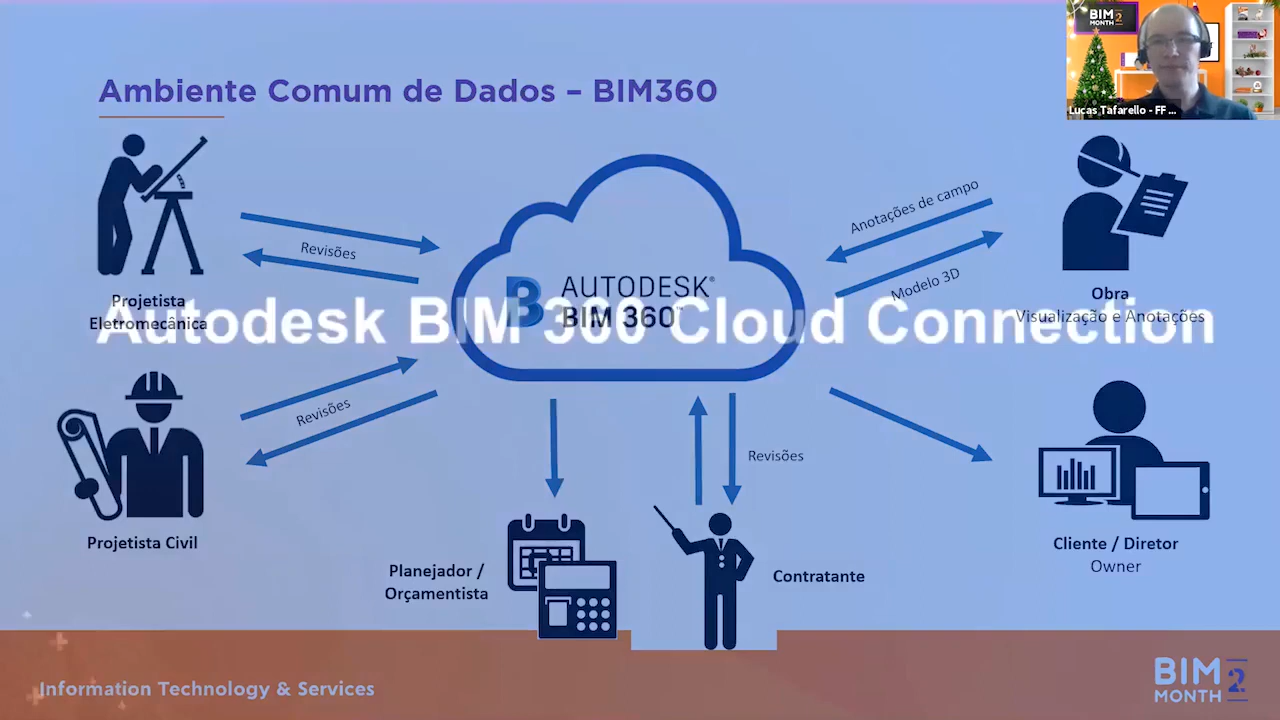 BIM 2
MONTH
Lucas Tafarello - FF ...
Ambiente Comum de Dados – BIM360
Revisões
Anotações de campo
Modelo 3D
AUTODESK®
BIM 360™
Projetista
Eletromecânica
Obra
Visualização e Anotações
Autodesk BIM 360 Cloud Connection
Revisões
Revisões
Projetista Civil
Planejador /
Orçamentista
Contratante
Cliente / Diretor
Owner
Information Technology & Services
BIM 2
MONTH